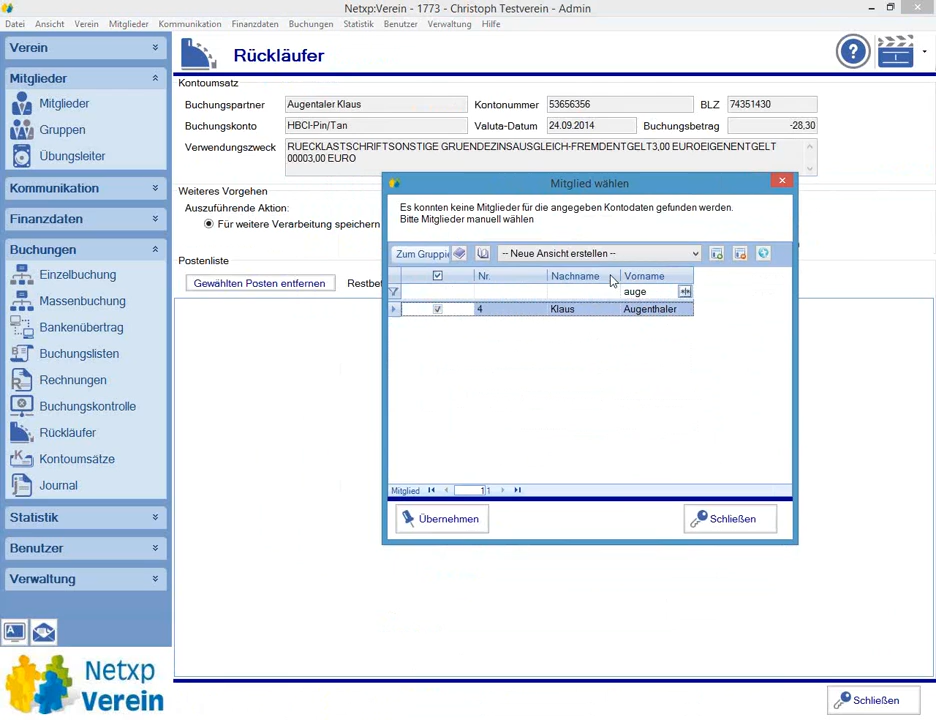 Netxp:Verein - 1773 - Christoph Testverein - Admin
Datei Ansicht Verein Mitglieder Kommunikation Finanzdaten Buchungen Statistik Benutzer Verwaltung Hilfe
Verein
Mitglieder
Mitglieder
Gruppen
Übungsleiter
Kommunikation
Finanzdaten
Buchungen
Einzelbuchung
Massenbuchung
Bankenübertrag
Buchungslisten
Rechnungen
Buchungskontrolle
Rückläufer
Kontoumsätze
Journal
Statistik
Benutzer
Verwaltung
Netxp
Verein
Rückläufer
Kontoumsatz
Buchungspartner Augentaler Klaus Kontonummer 53656356 BLZ 74351430
Buchungskonto HBCI-Pin/Tan Valuta-Datum 24.09.2014 Buchungsbetrag -28,30
Verwendungszweck RUECKLASTSCHRIFTSONSTIGE GRUENDEZINSAUSGLEICH-FREMDENTGELT3,00 EUROEIGENENTGELT
00003,00 EURO
Weiteres Vorgehen
Auszuführende Aktion:
Für weitere Verarbeitung speichern
Postenliste
Gewählten Posten entfernen Restbet
Mitglied wählen
Es konnten keine Mitglieder für die angegeben Kontodaten gefunden werden.
Bitte Mitglieder manuell wählen
Zum Gruppi -- Neue Ansicht erstellen --
Nr. Nachname Vorname
auge
4 Klaus Augenthaler
Mitglied 1|1
Übernehmen Schließen
Schließen